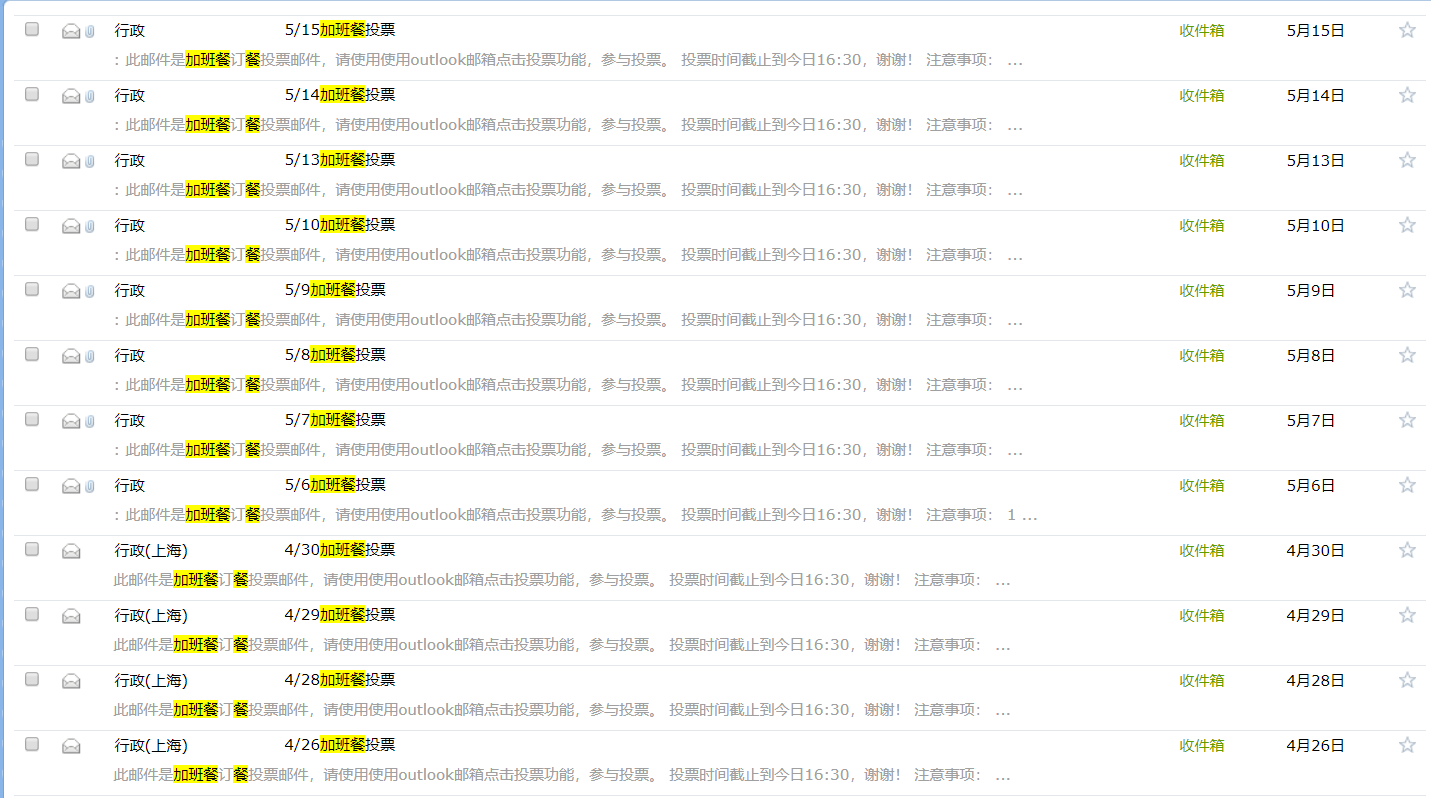 行政 5/15加班餐投票 收件箱 5月15日
: 此邮件是加班餐订餐投票邮件，请使用使用outlook邮箱点击投票功能，参与投票。 投票时间截止到今日16:30，谢谢！ 注意事项： ...
行政 5/14加班餐投票 收件箱 5月14日
: 此邮件是加班餐订餐投票邮件，请使用使用outlook邮箱点击投票功能，参与投票。 投票时间截止到今日16:30，谢谢！ 注意事项： ...
行政 5/13加班餐投票 收件箱 5月13日
: 此邮件是加班餐订餐投票邮件，请使用使用outlook邮箱点击投票功能，参与投票。 投票时间截止到今日16:30，谢谢！ 注意事项： ...
行政 5/10加班餐投票 收件箱 5月10日
: 此邮件是加班餐订餐投票邮件，请使用使用outlook邮箱点击投票功能，参与投票。 投票时间截止到今日16:30，谢谢！ 注意事项： ...
行政 5/9加班餐投票 收件箱 5月9日
: 此邮件是加班餐订餐投票邮件，请使用使用outlook邮箱点击投票功能，参与投票。 投票时间截止到今日16:30，谢谢！ 注意事项： ...
行政 5/8加班餐投票 收件箱 5月8日
: 此邮件是加班餐订餐投票邮件，请使用使用outlook邮箱点击投票功能，参与投票。 投票时间截止到今日16:30，谢谢！ 注意事项： ...
行政 5/7加班餐投票 收件箱 5月7日
: 此邮件是加班餐订餐投票邮件，请使用使用outlook邮箱点击投票功能，参与投票。 投票时间截止到今日16:30，谢谢！ 注意事项： ...
行政 5/6加班餐投票 收件箱 5月6日
: 此邮件是加班餐订餐投票邮件，请使用使用outlook邮箱点击投票功能，参与投票。 投票时间截止到今日16:30，谢谢！ 注意事项： 1 ...
行政(上海) 4/30加班餐投票 收件箱 4月30日
此邮件是加班餐订餐投票邮件，请使用使用outlook邮箱点击投票功能，参与投票。 投票时间截止到今日16:30，谢谢！ 注意事项： ...
行政(上海) 4/29加班餐投票 收件箱 4月29日
此邮件是加班餐订餐投票邮件，请使用使用outlook邮箱点击投票功能，参与投票。 投票时间截止到今日16:30，谢谢！ 注意事项： ...
行政(上海) 4/28加班餐投票 收件箱 4月28日
此邮件是加班餐订餐投票邮件，请使用使用outlook邮箱点击投票功能，参与投票。 投票时间截止到今日16:30，谢谢！ 注意事项： ...
行政(上海) 4/26加班餐投票 收件箱 4月26日
此邮件是加班餐订餐投票邮件，请使用使用outlook邮箱点击投票功能，参与投票。 投票时间截止到今日16:30，谢谢！ 注意事项： ...